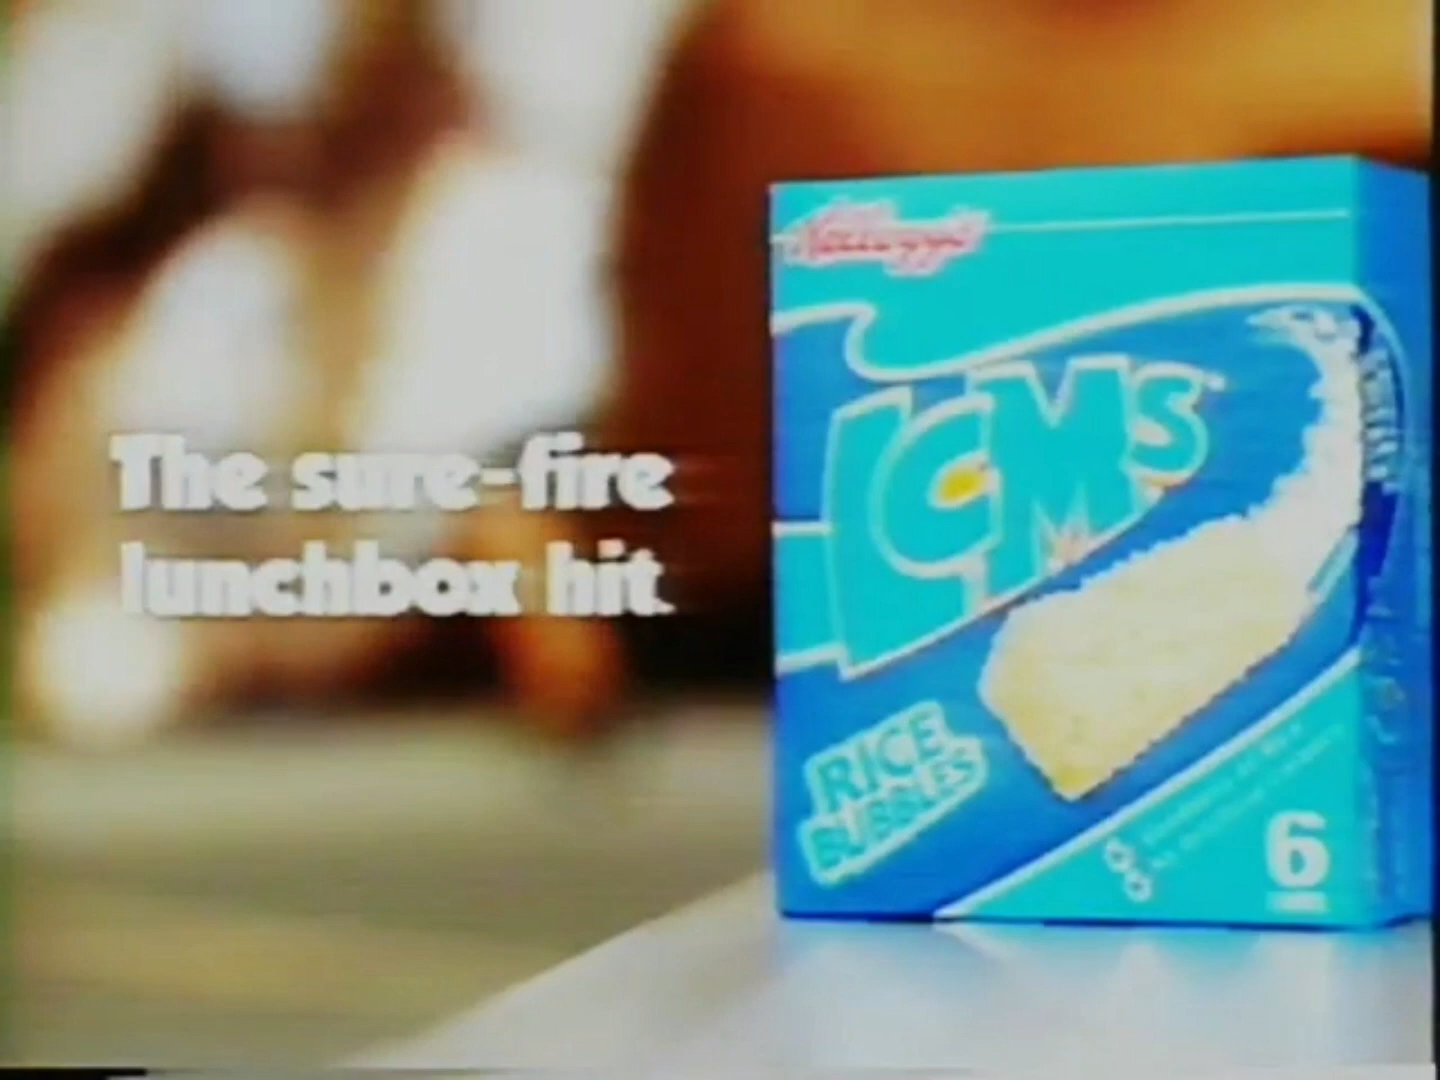 The sure-fire
lunchbox hit.
Kellogg's
LCMs
RICE
BUBBLES
6